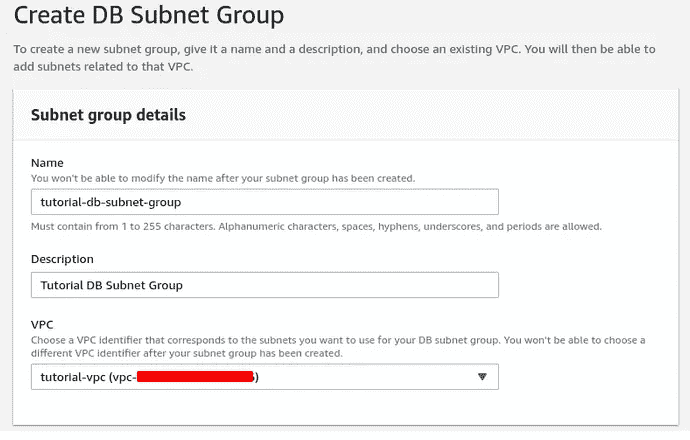 Create DB Subnet Group
To create a new subnet group, give it a name and a description, and choose an existing VPC. You will then be able to
add subnets related to that VPC.
Subnet group details
Name
You won't be able to modify the name after your subnet group has been created.
tutorial-db-subnet-group
Must contain from 1 to 255 characters. Alphanumeric characters, spaces, hyphens, underscores, and periods are allowed.
Description
Tutorial DB Subnet Group
VPC
Choose a VPC identifier that corresponds to the subnets you want to use for your DB subnet group. You won't be able to choose a
different VPC identifier after your subnet group has been created.
tutorial-vpc (vpc-)